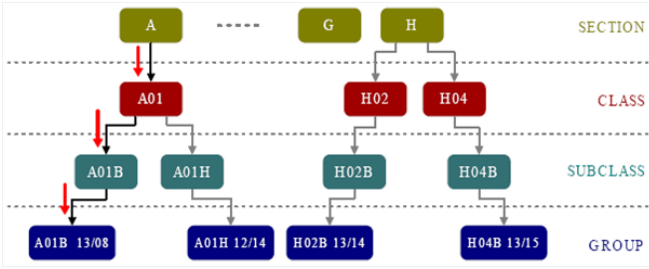 A G H SECTION
A01 H02 H04 CLASS
A01B A01H H02B H04B SUBCLASS
A01B 13/08 A01H 12/14 H02B 13/14 H04B 13/15 GROUP